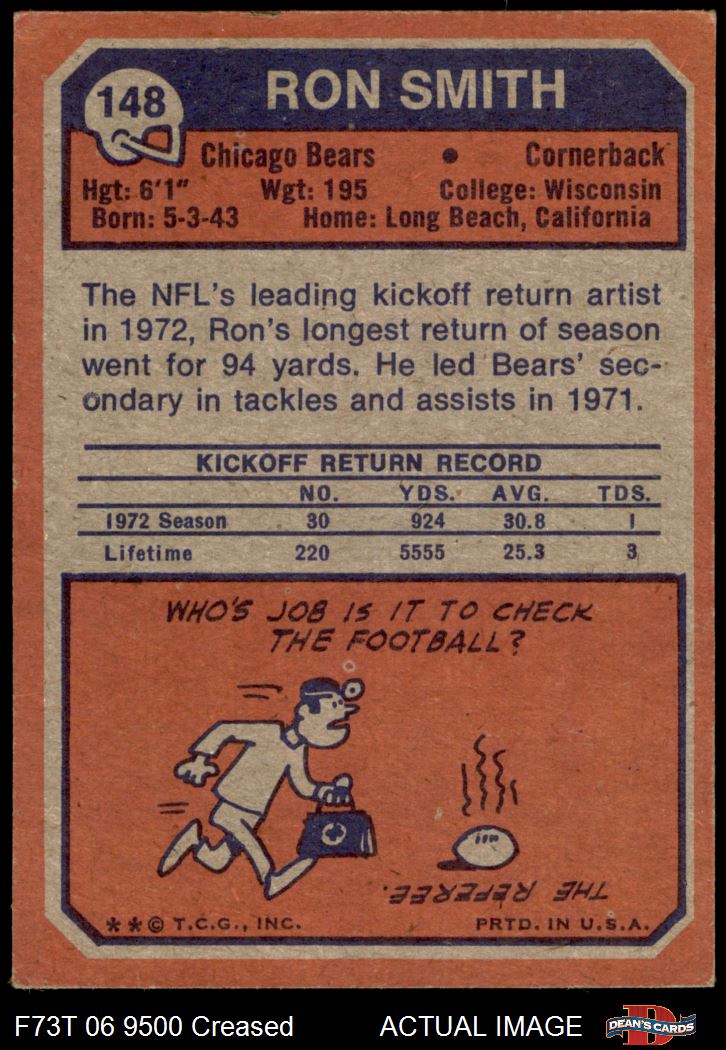 148
RON SMITH
Chicago Bears • Cornerback
Hgt: 6'1" Wgt: 195 College: Wisconsin
Born: 5-3-43 Home: Long Beach, California
The NFL's leading kickoff return artist
in 1972, Ron's longest return of season
went for 94 yards. He led Bears' sec-
ondary in tackles and assists in 1971.
KICKOFF RETURN RECORD
NO. YDS. AVG. TDS.
1972 Season 30 924 30.8 1
Lifetime 220 5555 25.3 3
WHO'S JOB IS IT TO CHECK
THE FOOTBALL?
THE REFEREE.
**© T.C.G., INC. PRTD. IN U.S.A.
F73T 06 9500 Creased ACTUAL IMAGE
D
DEAN'S CARDS